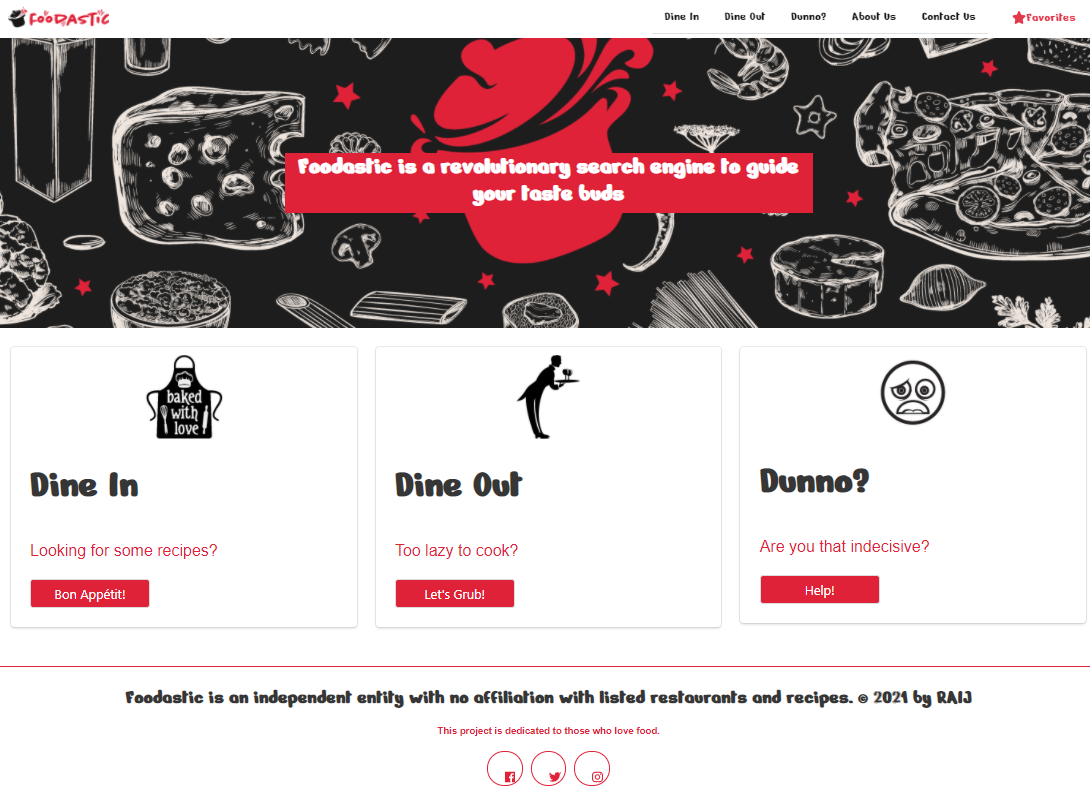 FOODASTIC
Dine In Dine Out Dunno? About Us Contact Us Favorites
Foodastic is a revolutionary search engine to guide
your taste buds
baked
with
love
Dine In
Looking for some recipes?
Bon Appétit!
Dine Out
Too lazy to cook?
Let's Grub!
Dunno?
Are you that indecisive?
Help!
Foodastic is an independent entity with no affiliation with listed restaurants and recipes. © 2021 by RAIJ
This project is dedicated to those who love food.